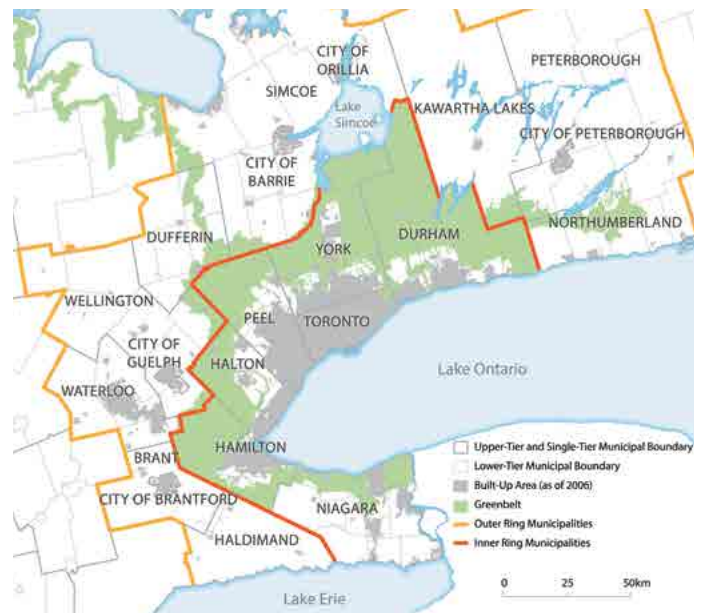 CITY OF
ORILLIA
PETERBOROUGH
SIMCOE
Lake
Simcoe
KAWARTHA LAKES
CITY OF PETERBOROUGH
CITY OF
BARRIE
NORTHUMBERLAND
DUFFERIN
YORK
DURHAM
WELLINGTON
PEEL
TORONTO
CITY OF
GUELPH
HALTON
Lake Ontario
WATERLOO
HAMILTON
BRANT
CITY OF BRANTFORD
NIAGARA
HALDIMAND
Lake Erie
Upper-Tier and Single-Tier Municipal Boundary
Lower-Tier Municipal Boundary
Built-Up Area (as of 2006)
Greenbelt
Outer Ring Municipalities
Inner Ring Municipalities
0 25 50km